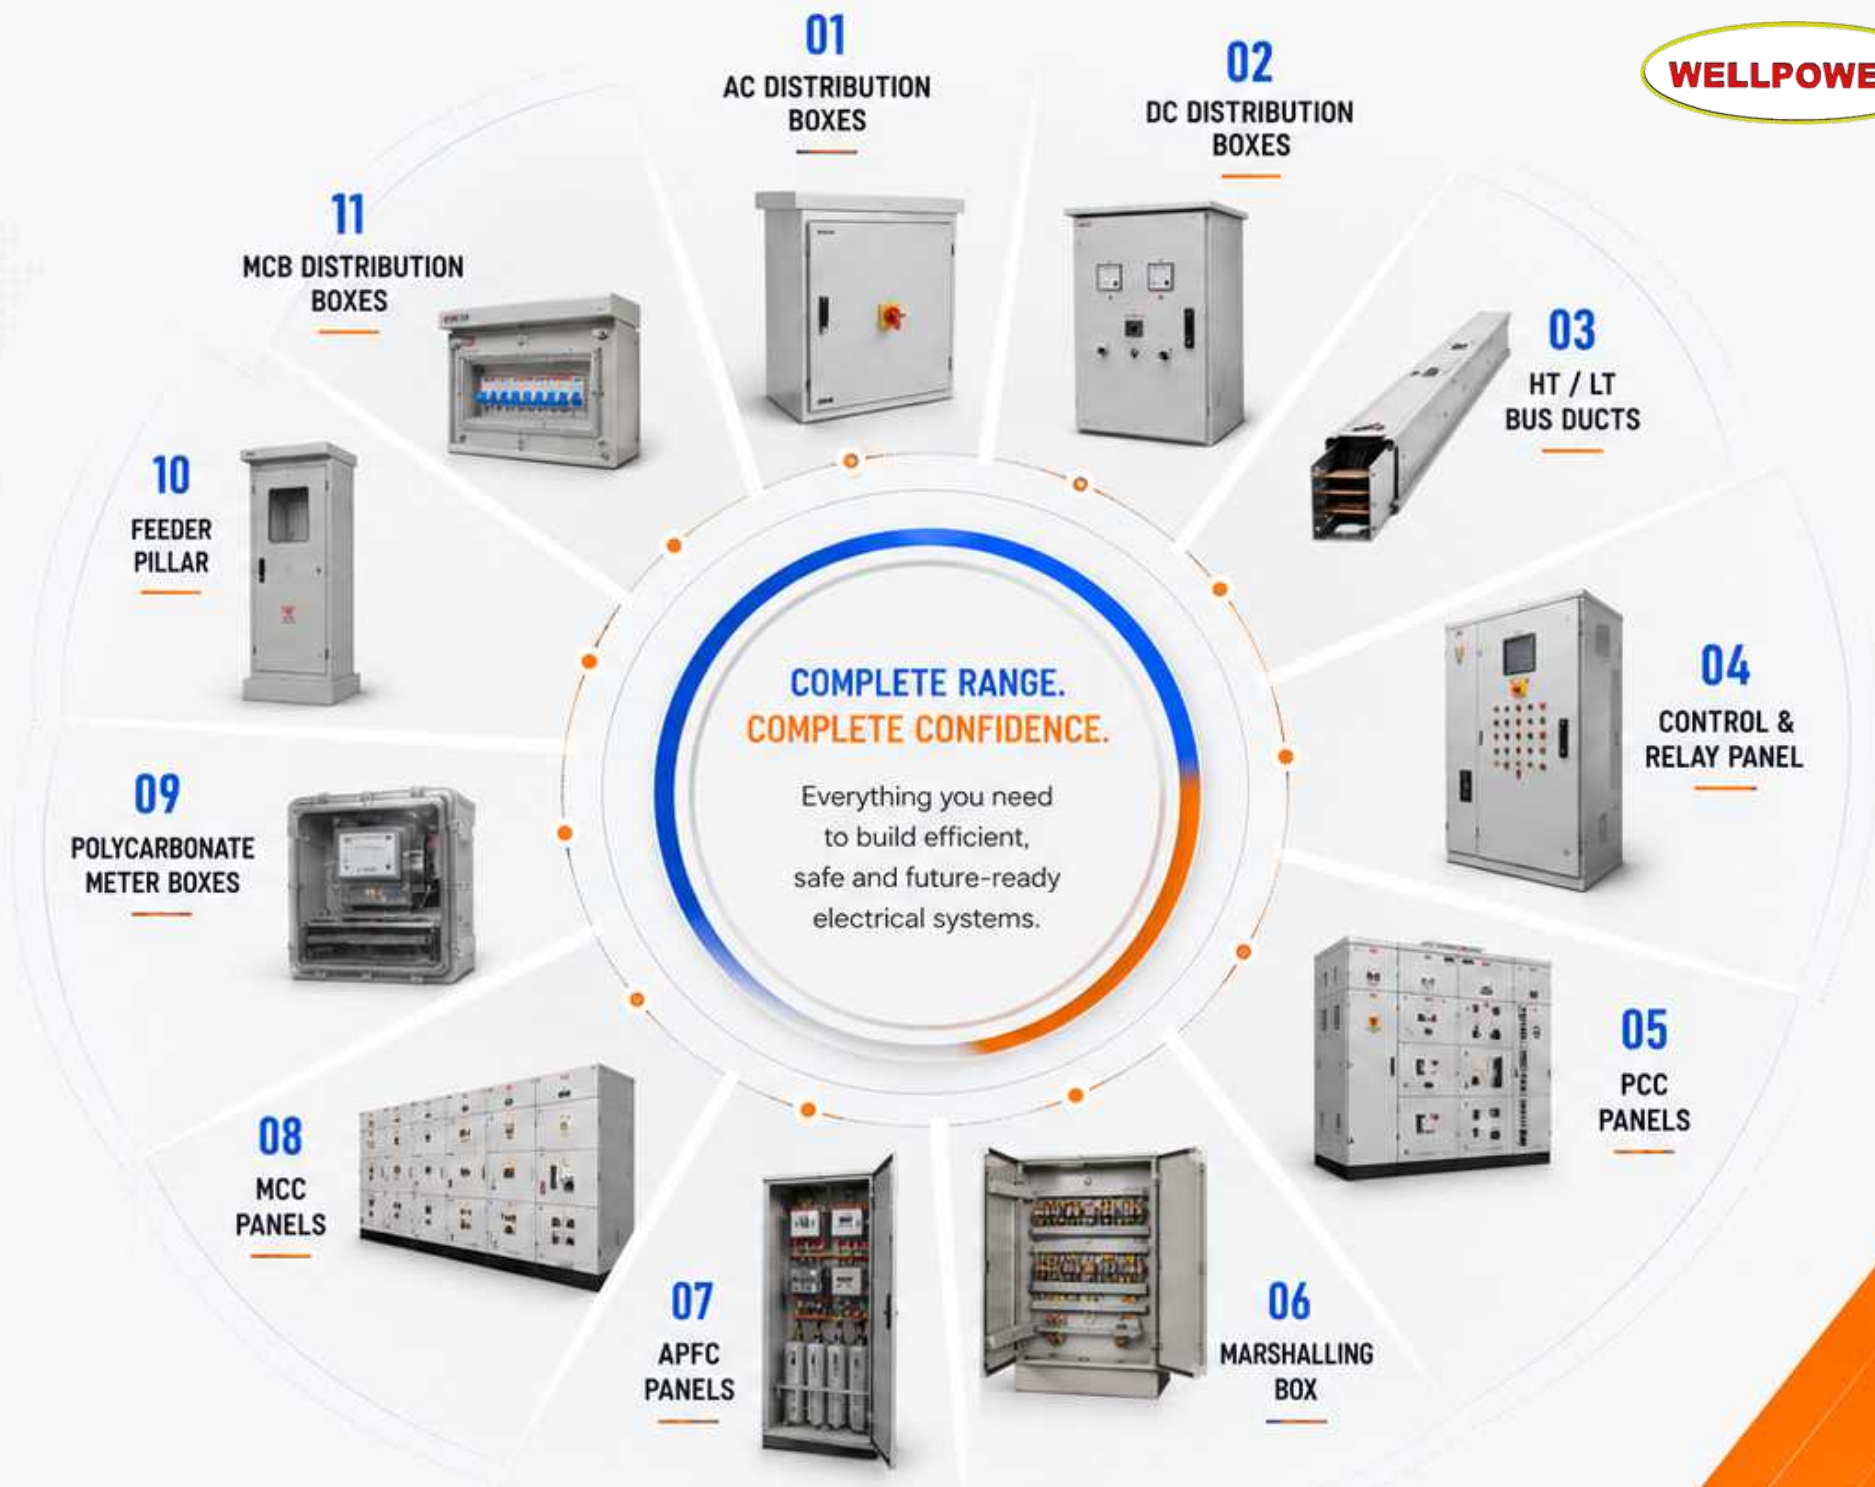 01
AC DISTRIBUTION
BOXES
02
DC DISTRIBUTION
BOXES
WELLPOWE
03
HT / LT
BUS DUCTS
04
CONTROL &
RELAY PANEL
05
PCC
PANELS
06
MARSHALLING
BOX
07
APFC
PANELS
08
MCC
PANELS
09
POLYCARBONATE
METER BOXES
10
FEEDER
PILLAR
11
MCB DISTRIBUTION
BOXES
COMPLETE RANGE.
COMPLETE CONFIDENCE.
Everything you need
to build efficient,
safe and future-ready
electrical systems.